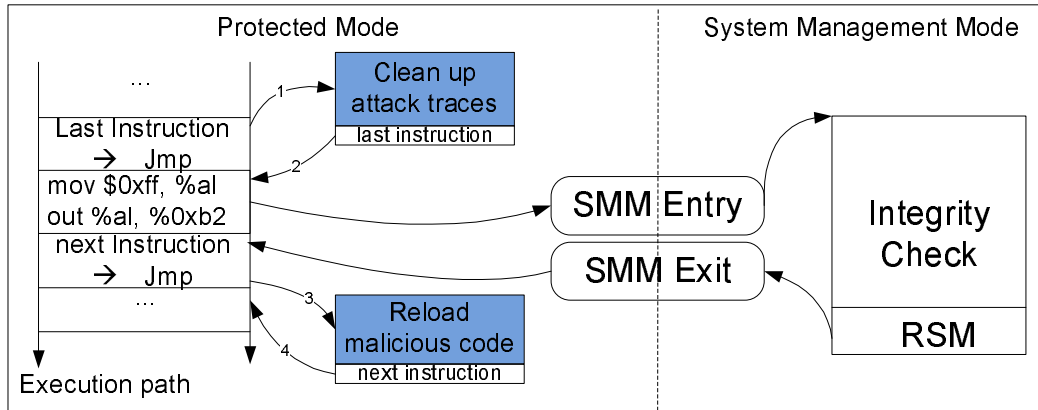 Protected Mode
System Management Mode
...
Last Instruction
→ Jmp
mov $0xff, %al
out %al, %0xb2
next Instruction
→ Jmp
...
Execution path
1
Clean up
attack traces
last instruction
2
3
Reload
malicious code
next instruction
4
SMM Entry
SMM Exit
Integrity
Check
RSM